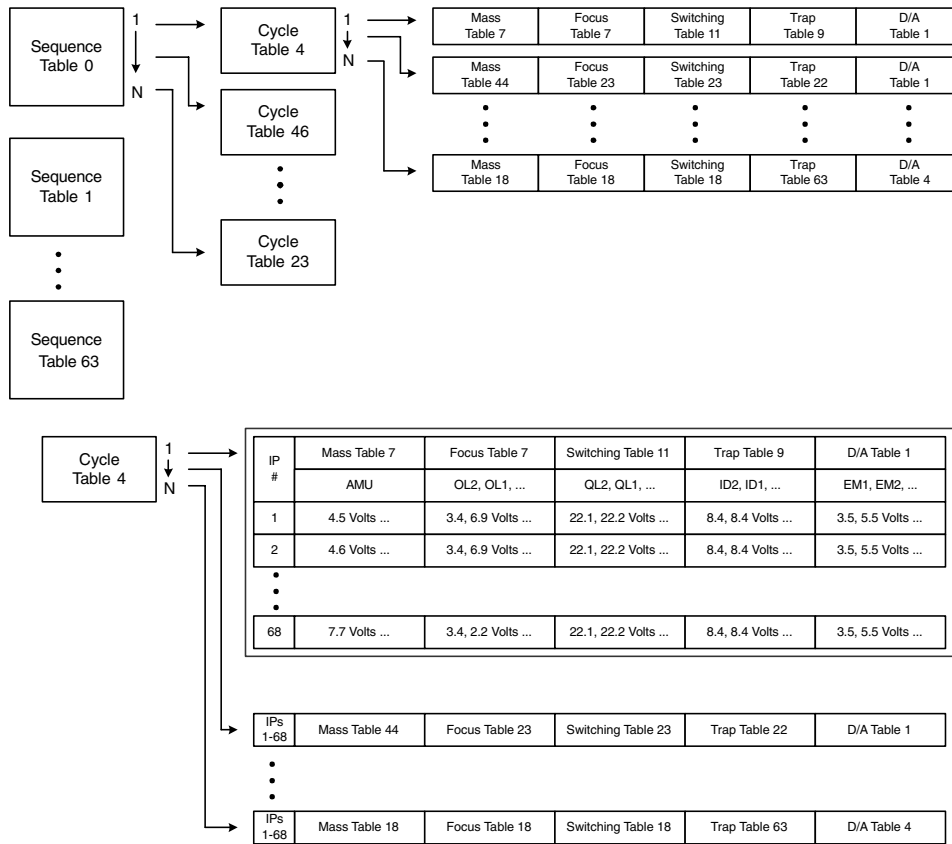 Sequence
Table 0
1
N
Cycle
Table 4
1
N
Mass
Table 7
Focus
Table 7
Switching
Table 11
Trap
Table 9
D/A
Table 1
Mass
Table 44
Focus
Table 23
Switching
Table 23
Trap
Table 22
D/A
Table 1
Mass
Table 18
Focus
Table 18
Switching
Table 18
Trap
Table 63
D/A
Table 4
Cycle
Table 46
Cycle
Table 23
Sequence
Table 1
Sequence
Table 63
Cycle
Table 4
1
N
IP
#
Mass Table 7 Focus Table 7 Switching Table 11 Trap Table 9 D/A Table 1
AMU OL2, OL1, ... QL2, QL1, ... ID2, ID1, ... EM1, EM2, ...
1 4.5 Volts ... 3.4, 6.9 Volts ... 22.1, 22.2 Volts ... 8.4, 8.4 Volts ... 3.5, 5.5 Volts ...
2 4.6 Volts ... 3.4, 6.9 Volts ... 22.1, 22.2 Volts ... 8.4, 8.4 Volts ... 3.5, 5.5 Volts ...
68 7.7 Volts ... 3.4, 2.2 Volts ... 22.1, 22.2 Volts ... 8.4, 8.4 Volts ... 3.5, 5.5 Volts ...
IPs
1-68
Mass Table 44 Focus Table 23 Switching Table 23 Trap Table 22 D/A Table 1
IPs
1-68
Mass Table 18 Focus Table 18 Switching Table 18 Trap Table 63 D/A Table 4